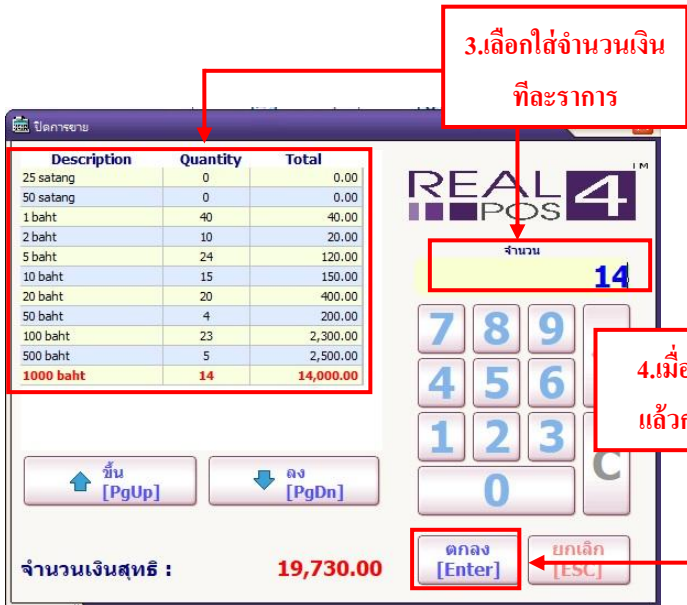 3.เลือกใส่จำนวนเงิน
ทีละราการ
ปิดการขาย
Description Quantity Total
25 satang 0 0.00
50 satang 0 0.00
1 baht 40 40.00
2 baht 10 20.00
5 baht 24 120.00
10 baht 15 150.00
20 baht 20 400.00
50 baht 4 200.00
100 baht 23 2,300.00
500 baht 5 2,500.00
1000 baht 14 14,000.00
REAL 4 TM
POS
จำนวน
14
7 8 9
4 5 6
1 2 3
C
0
4.เมื่อ
แล้วก
ขึ้น
[PgUp]
ลง
[PgDn]
จำนวนเงินสุทธิ : 19,730.00
ตกลง
[Enter]
ยกเลิก
[ESC]